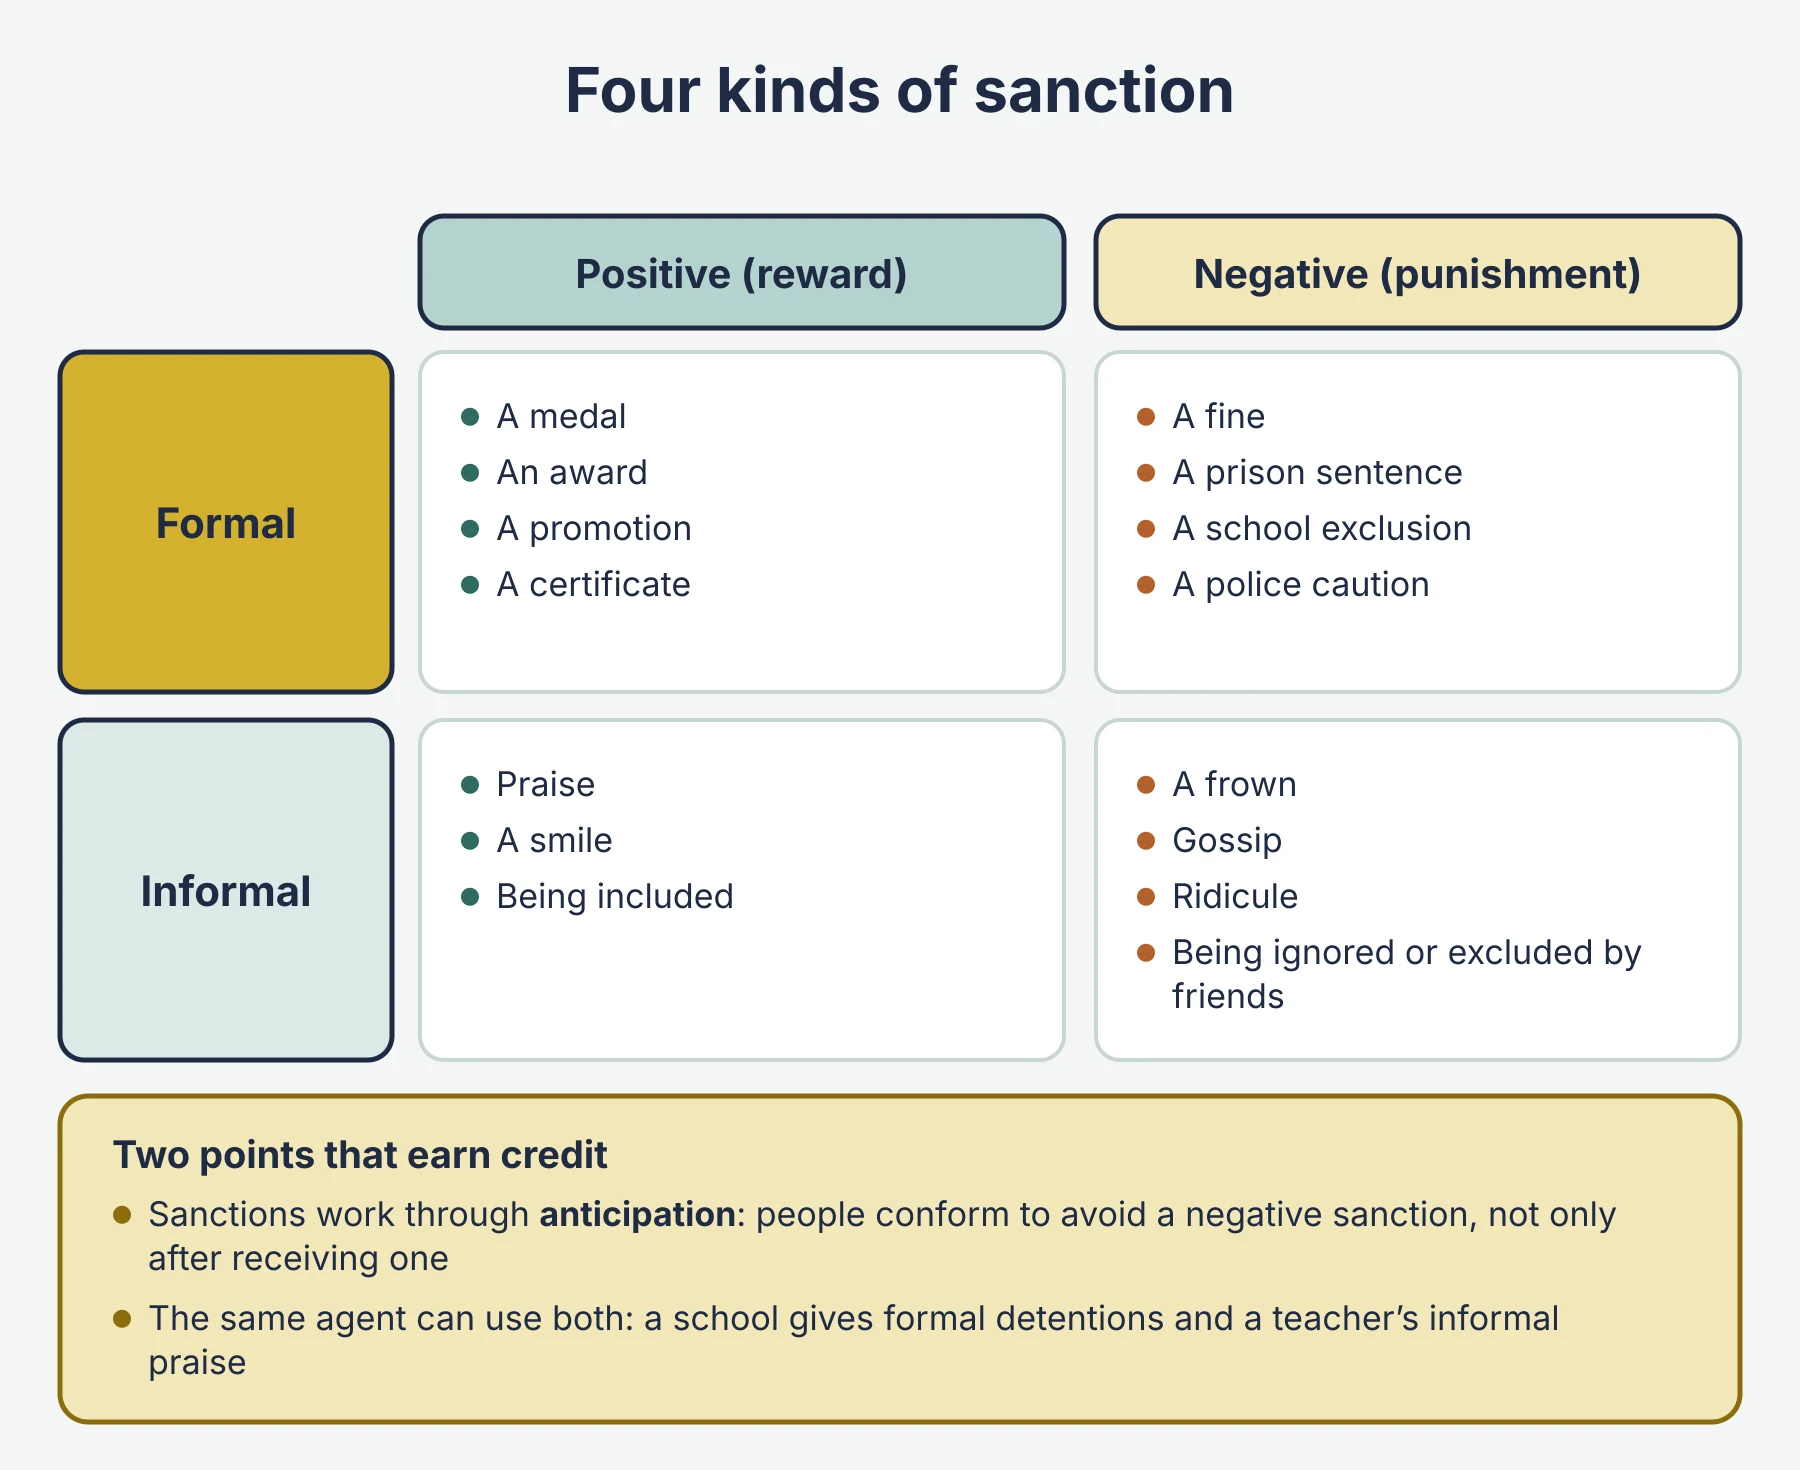 Four kinds of sanction
Positive (reward)
Negative (punishment)
Formal
A medal
An award
A promotion
A certificate
A fine
A prison sentence
A school exclusion
A police caution
Informal
Praise
A smile
Being included
A frown
Gossip
Ridicule
Being ignored or excluded by
friends
Two points that earn credit
Sanctions work through anticipation: people conform to avoid a negative sanction, not only
after receiving one
The same agent can use both: a school gives formal detentions and a teacher’s informal
praise